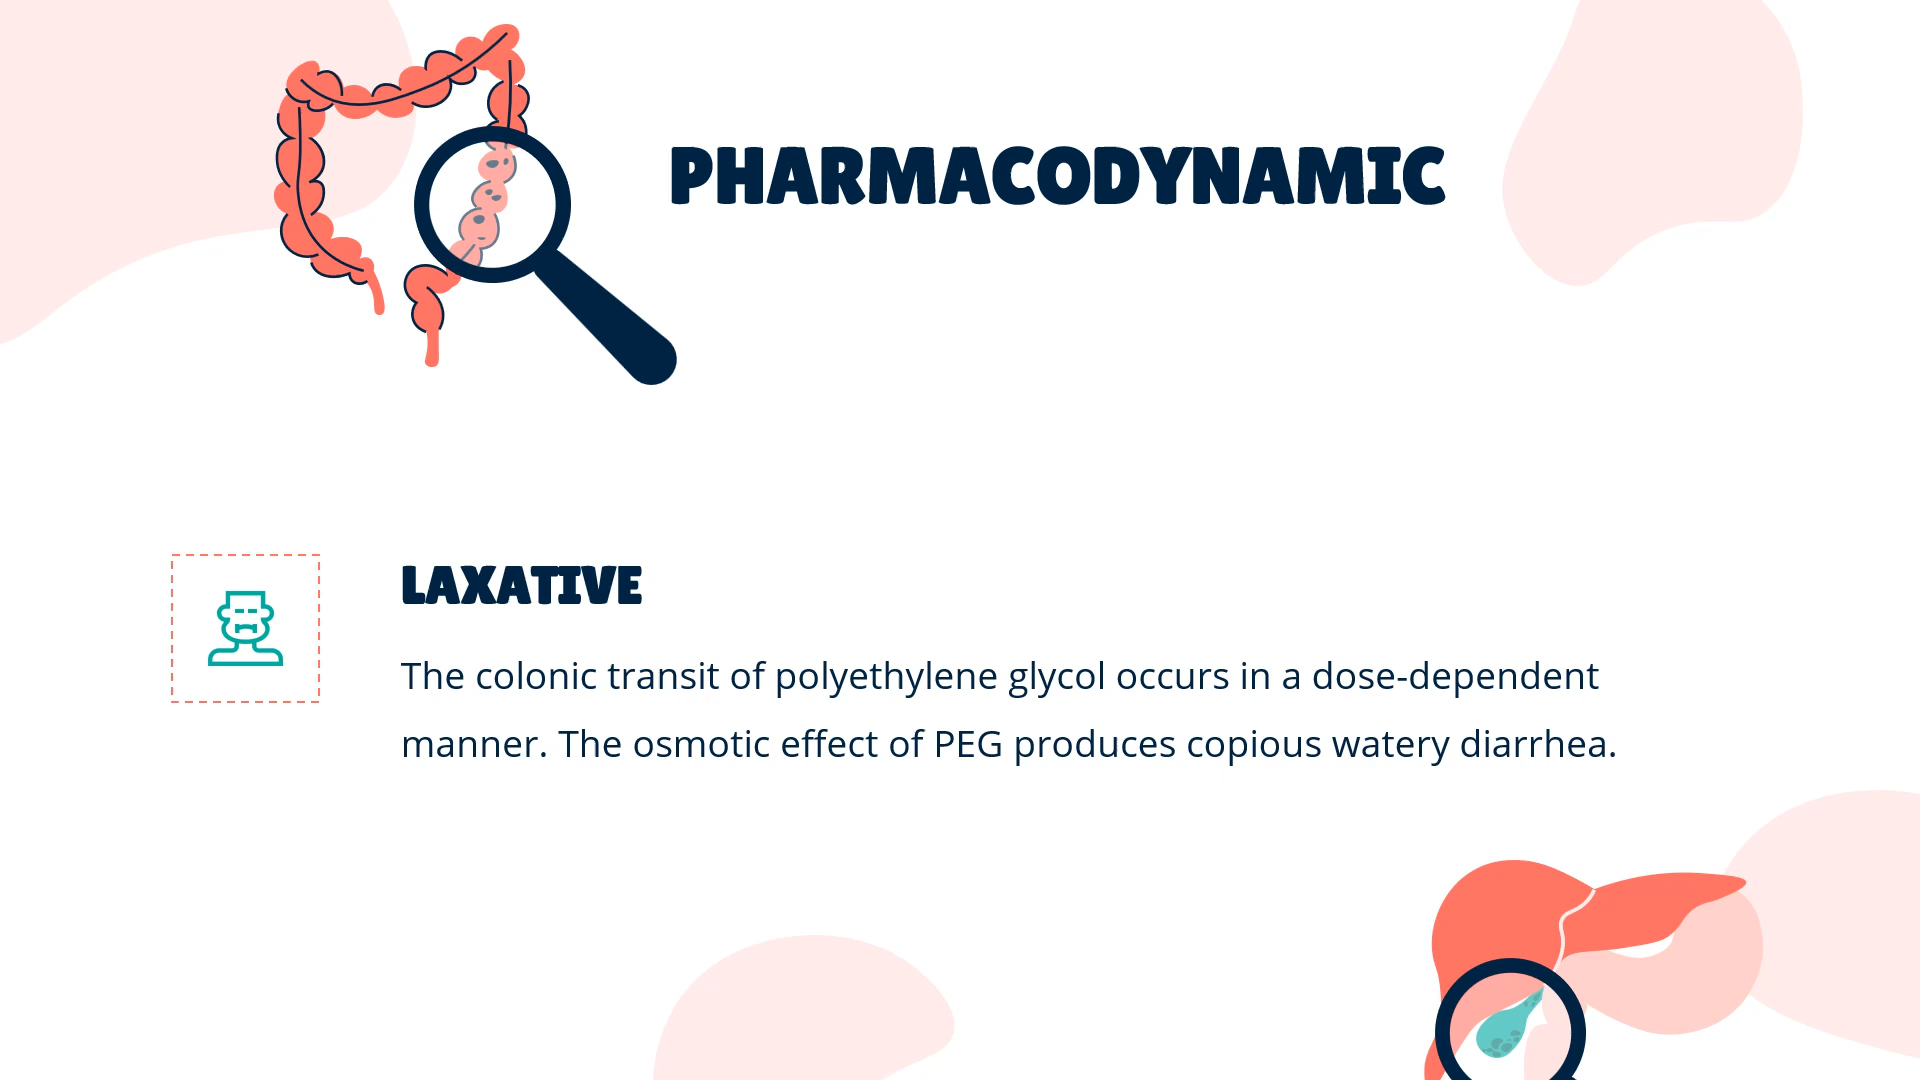 PHARMACODYNAMIC
LAXATIVE
The colonic transit of polyethylene glycol occurs in a dose-dependent
manner. The osmotic effect of PEG produces copious watery diarrhea.